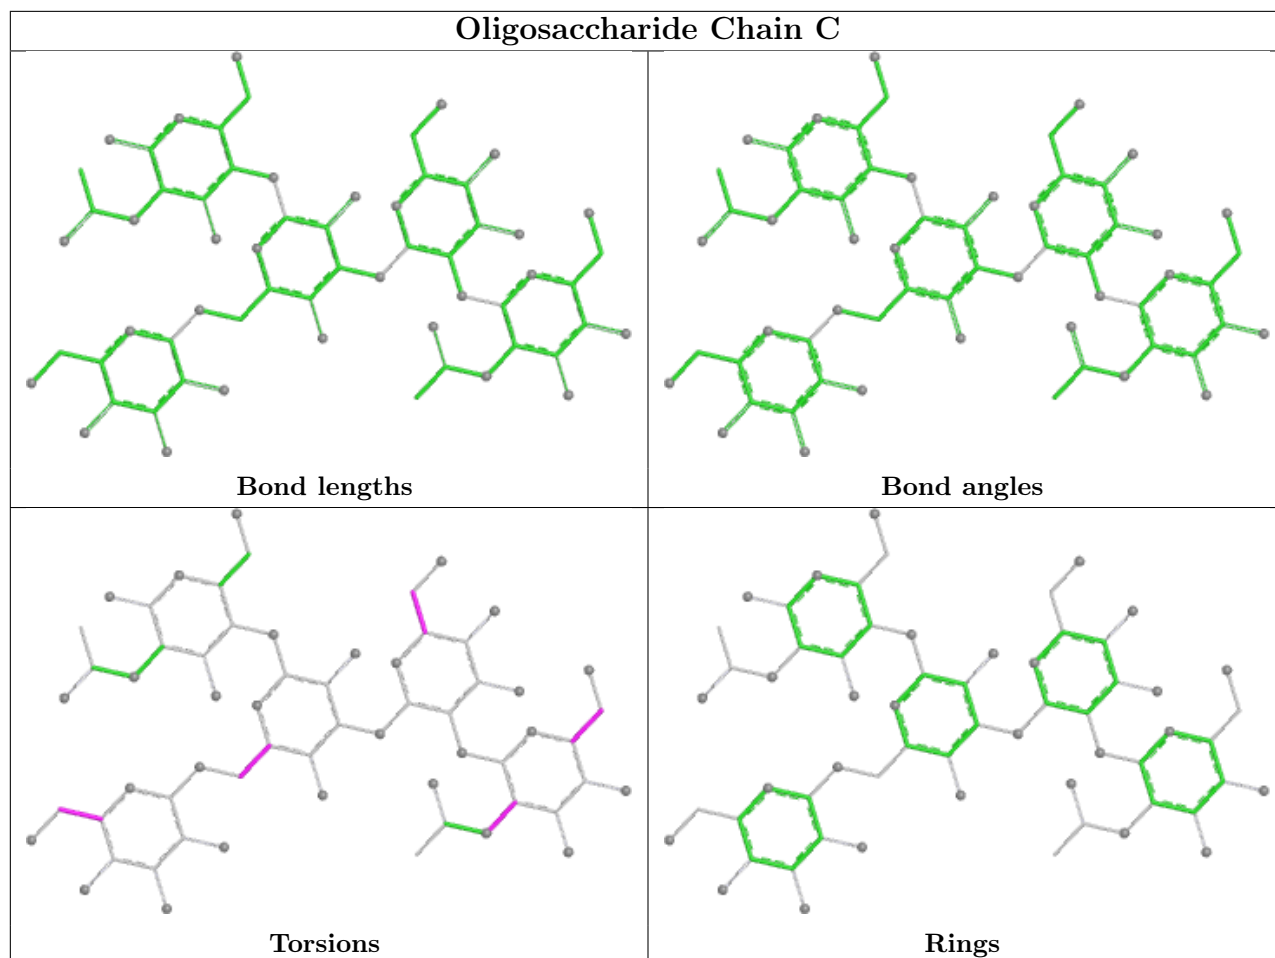 Oligosaccharide Chain C
Bond lengths
Bond angles
Torsions
Rings